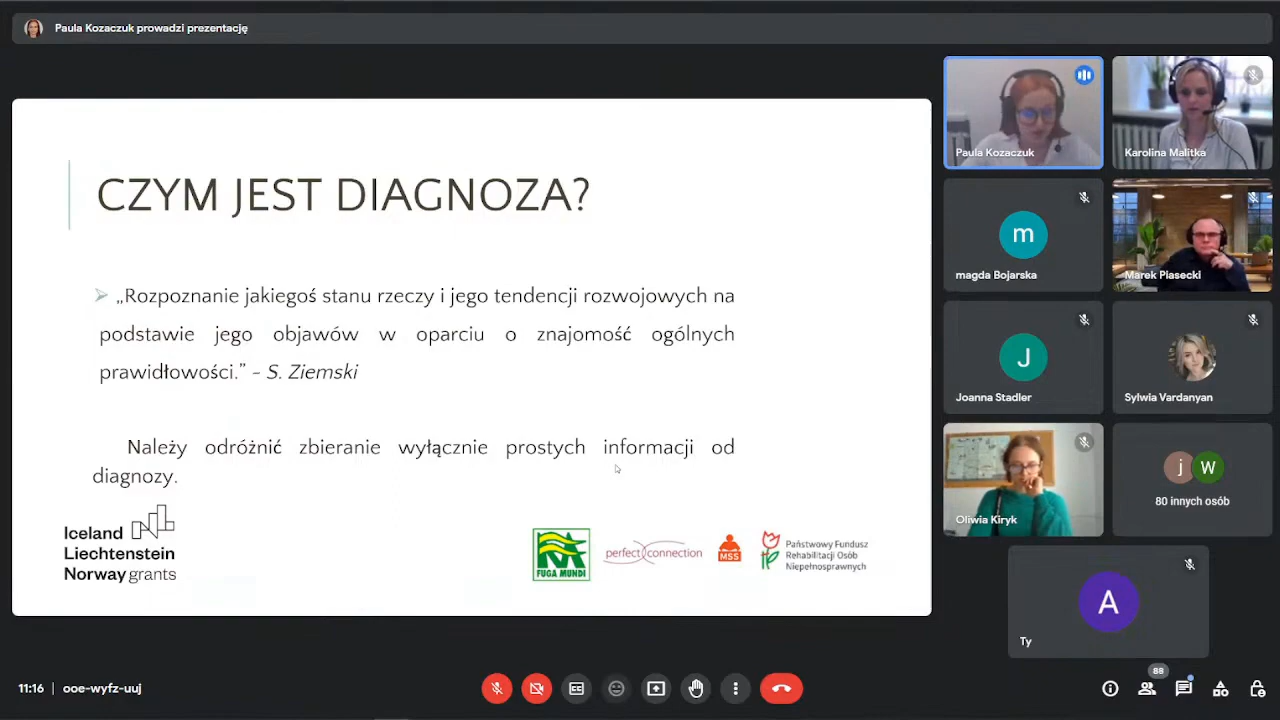 Paula Kozaczuk prowadzi prezentację
CZYM JEST DIAGNOZA?
„Rozpoznanie jakiegoś stanu rzeczy i jego tendencji rozwojowych na
podstawie jego objawów w oparciu o znajomość ogólnych
prawidłowości.” - S. Ziemski
Należy odróżnić zbieranie wyłącznie prostych informacji od
diagnozy.
Iceland
Liechtenstein
Norway grants
FUGA MUNDI
perfect connection
MSS
Państwowy Fundusz
Rehabilitacji Osób
Niepełnosprawnych
Paula Kozaczuk
Karolina Malitka
m
magda Bojarska
Marek Piasecki
J
Joanna Stadler
Sylwia Vardanyan
Oliwia Kiryk
j W
80 innych osób
A
Ty
11:16 | ooe-wyfz-uuj
88